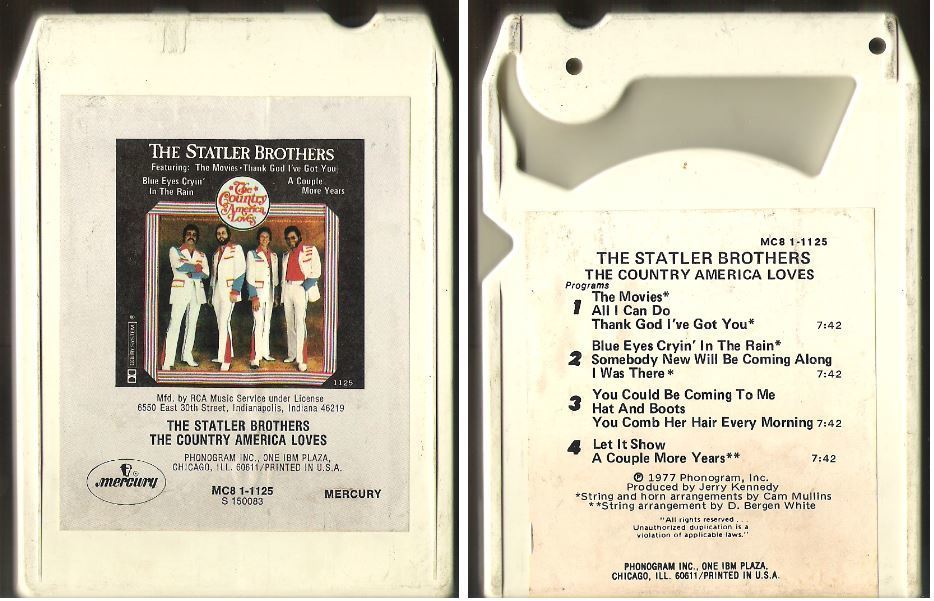 THE STATLER BROTHERS
Featuring: The Movies · Thank God I've Got You
Blue Eyes Cryin'
In The Rain
A Couple
More Years
The
Country
America
Loves
1125
Mfd. by RCA Music Service under License
6550 East 30th Street, Indianapolis, Indiana 46219
THE STATLER BROTHERS
THE COUNTRY AMERICA LOVES
PHONOGRAM INC., ONE IBM PLAZA,
CHICAGO, ILL. 60611/PRINTED IN U.S.A.
mercury
MC8 1-1125
S 150083
MERCURY
MC8 1-1125
THE STATLER BROTHERS
THE COUNTRY AMERICA LOVES
Programs
1 The Movies*
All I Can Do
Thank God I've Got You* 7:42
2 Blue Eyes Cryin' In The Rain*
Somebody New Will Be Coming Along
I Was There * 7:42
3 You Could Be Coming To Me
Hat And Boots
You Comb Her Hair Every Morning 7:42
4 Let It Show
A Couple More Years** 7:42
℗ 1977 Phonogram, Inc.
Produced by Jerry Kennedy
*String and horn arrangements by Cam Mullins
**String arrangement by D. Bergen White
"All rights reserved . . .
Unauthorized duplication is a
violation of applicable laws."
PHONOGRAM INC., ONE IBM PLAZA,
CHICAGO, ILL. 60611/PRINTED IN U.S.A.